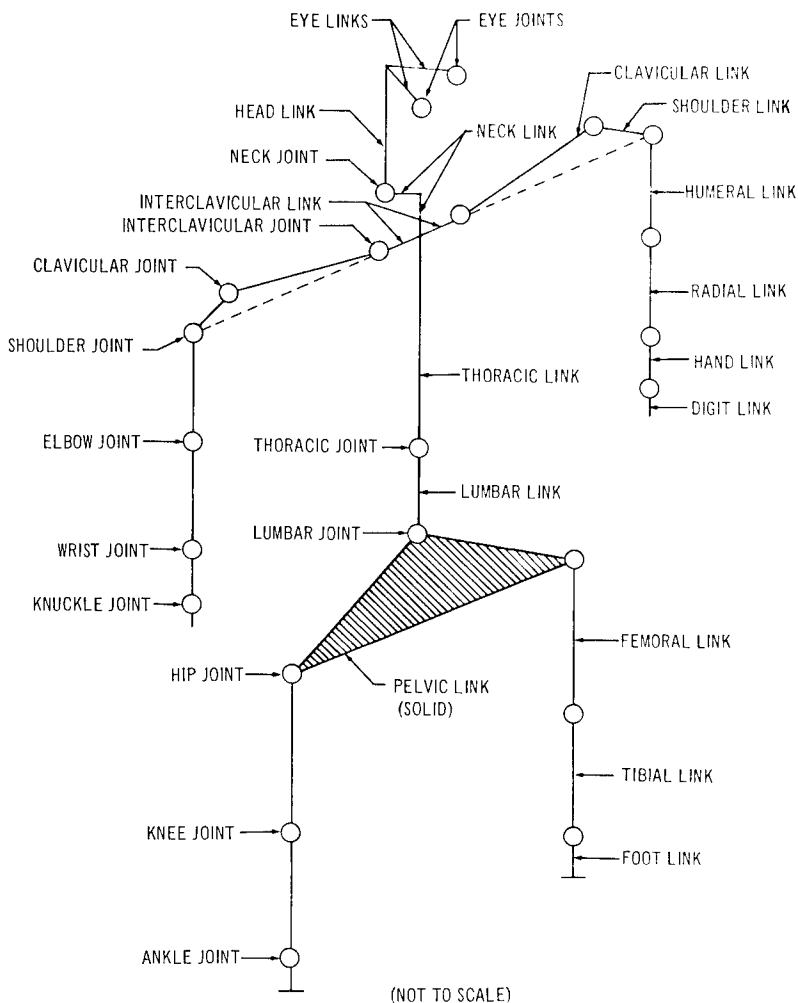 EYE LINKS
EYE JOINTS
CLAVICULAR LINK
SHOULDER LINK
HEAD LINK
NECK LINK
NECK JOINT
HUMERAL LINK
INTERCLAVICULAR LINK
INTERCLAVICULAR JOINT
CLAVICULAR JOINT
RADIAL LINK
SHOULDER JOINT
HAND LINK
THORACIC LINK
DIGIT LINK
ELBOW JOINT
THORACIC JOINT
LUMBAR LINK
LUMBAR JOINT
WRIST JOINT
KNUCKLE JOINT
FEMORAL LINK
HIP JOINT
PELVIC LINK
(SOLID)
TIBIAL LINK
KNEE JOINT
FOOT LINK
ANKLE JOINT
(NOT TO SCALE)